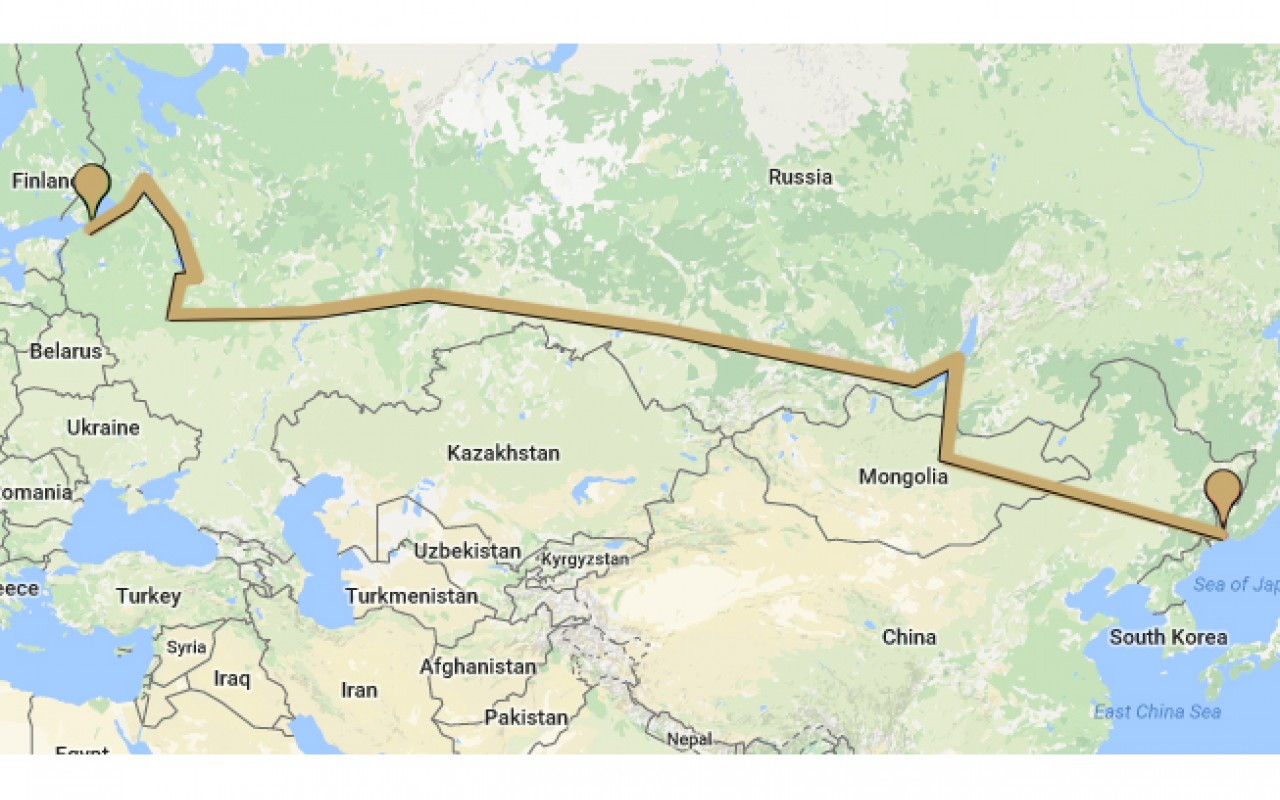 Finlan
Russia
Belarus
Ukraine
Kazakhstan
Mongolia
omania
Uzbekistan
Kyrgyzstan
eece
Turkey
Turkmenistan
Sea of Jap
Syria
China
South Korea
Iraq
Afghanistan
Iran
Pakistan
East China Sea
Nepal
Egypt